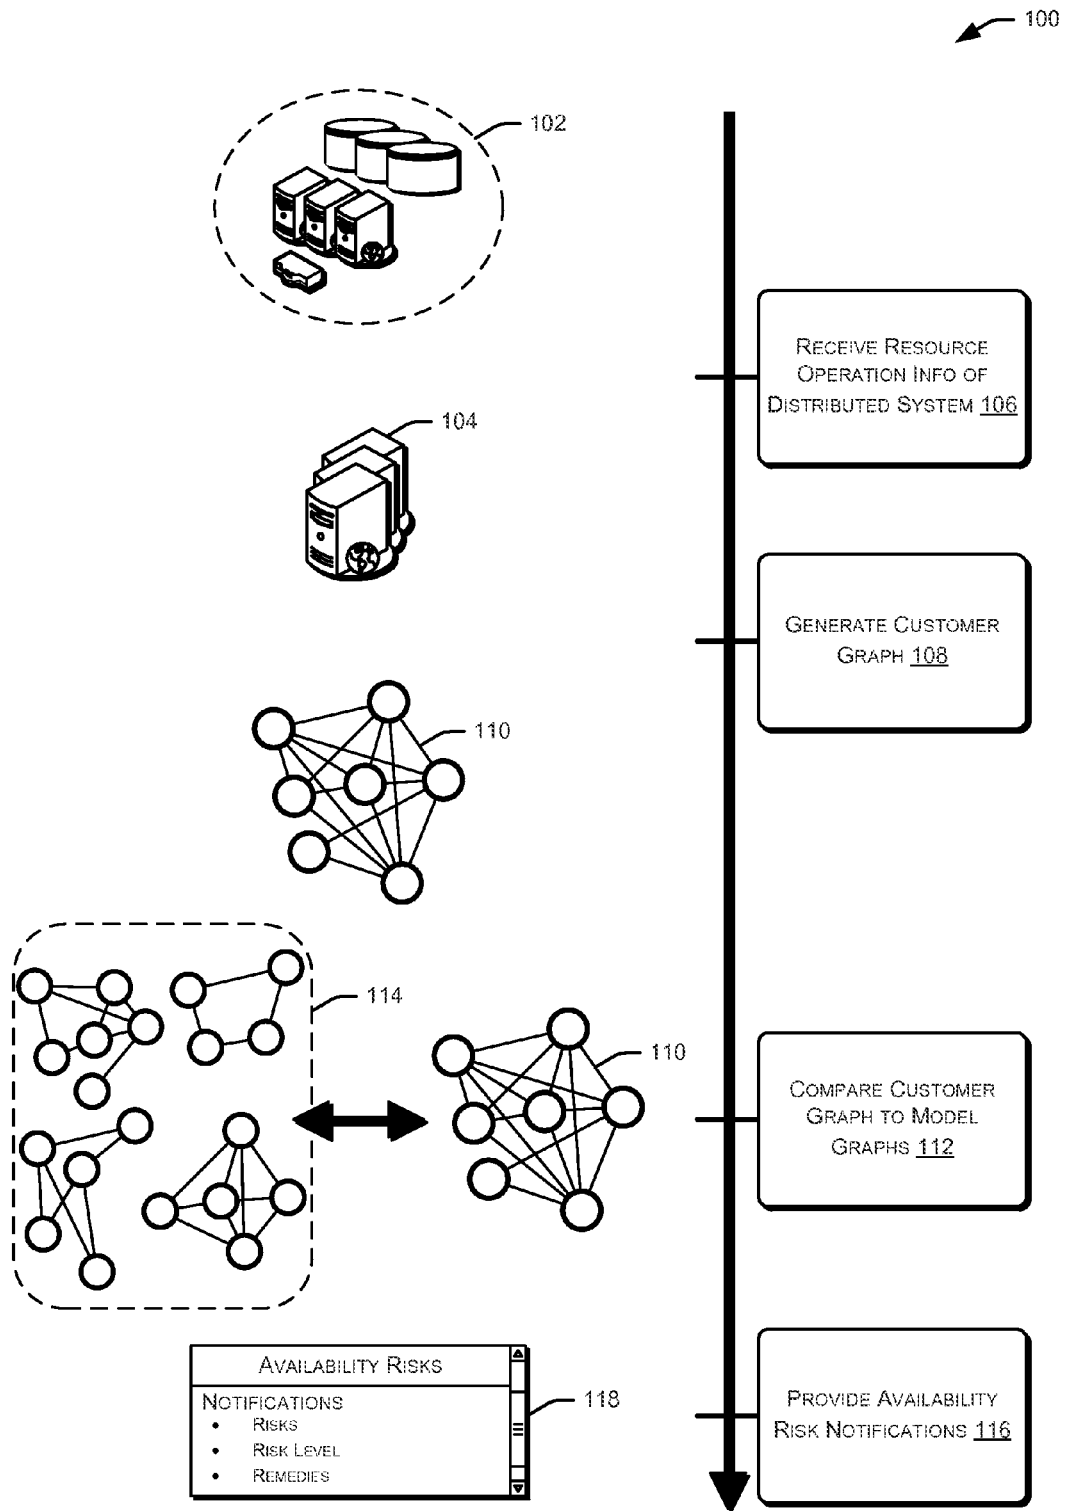 100
102
RECEIVE RESOURCE
OPERATION INFO OF
DISTRIBUTED SYSTEM 106
104
GENERATE CUSTOMER
GRAPH 108
110
114
110
COMPARE CUSTOMER
GRAPH TO MODEL
GRAPHS 112
AVAILABILITY RISKS
NOTIFICATIONS
• RISKS
• RISK LEVEL
• REMEDIES
118
PROVIDE AVAILABILITY
RISK NOTIFICATIONS 116